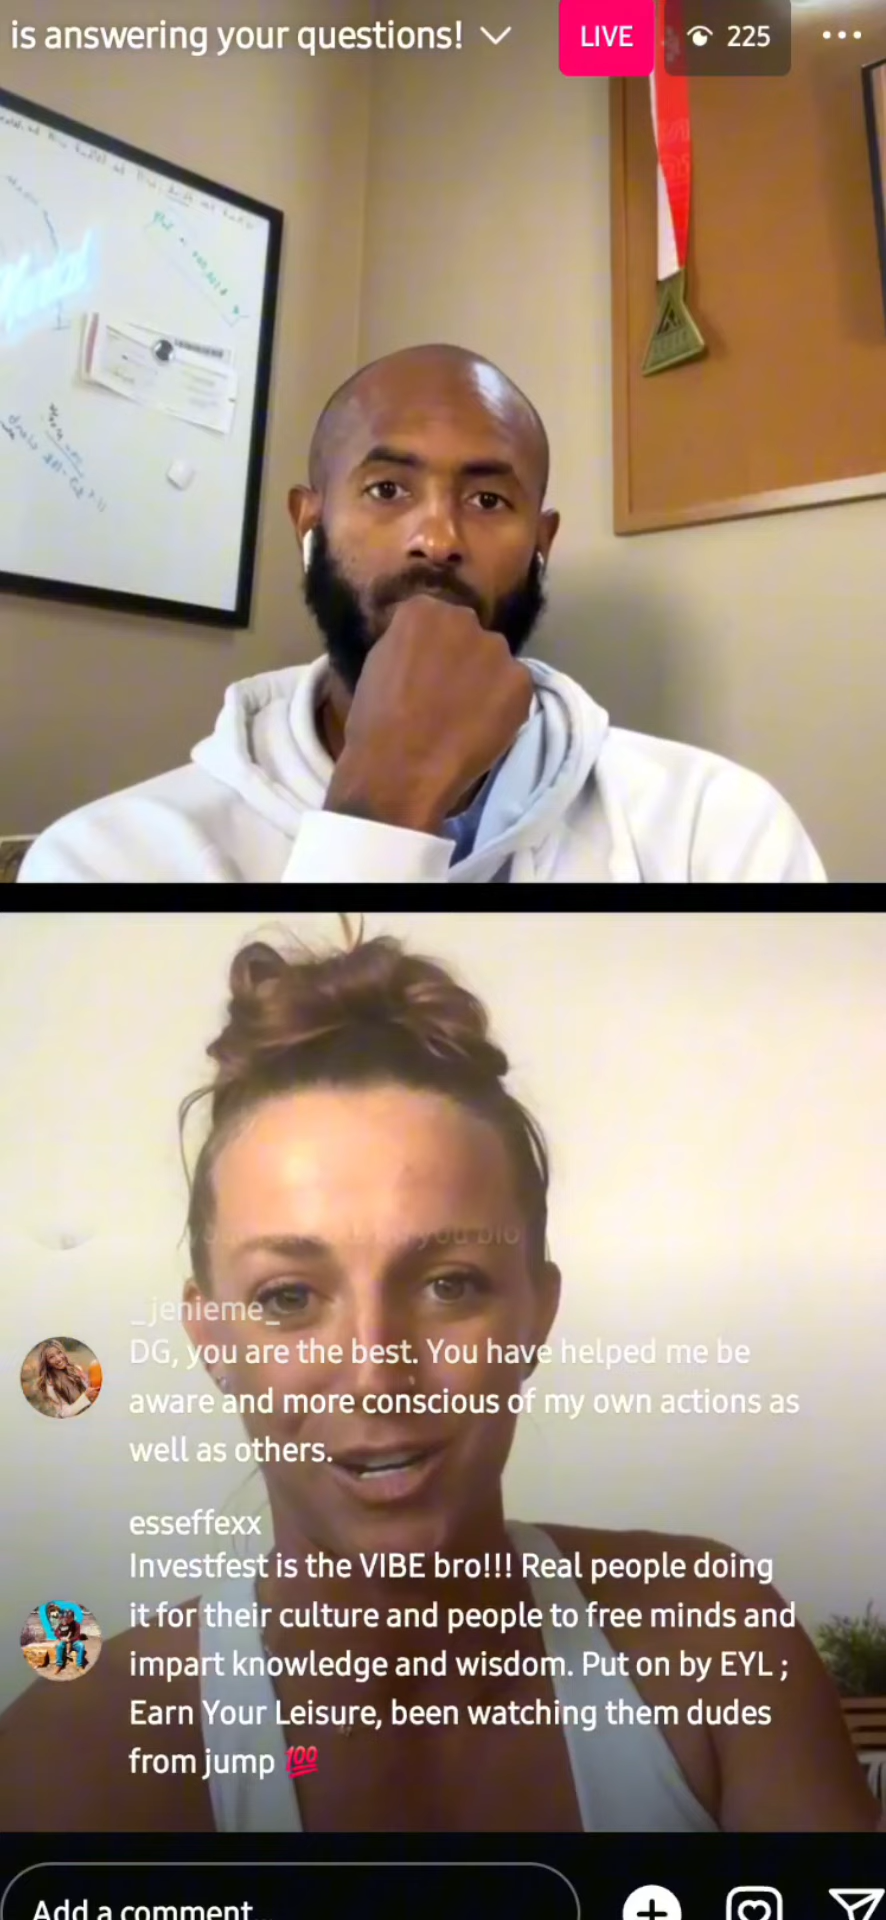 is answering your questions!
LIVE
225
you bio
_jenieme_
DG, you are the best. You have helped me be
aware and more conscious of my own actions as
well as others.
esseffexx
Investfest is the VIBE bro!!! Real people doing
it for their culture and people to free minds and
impart knowledge and wisdom. Put on by EYL ;
Earn Your Leisure, been watching them dudes
from jump 💯
Add a comment...